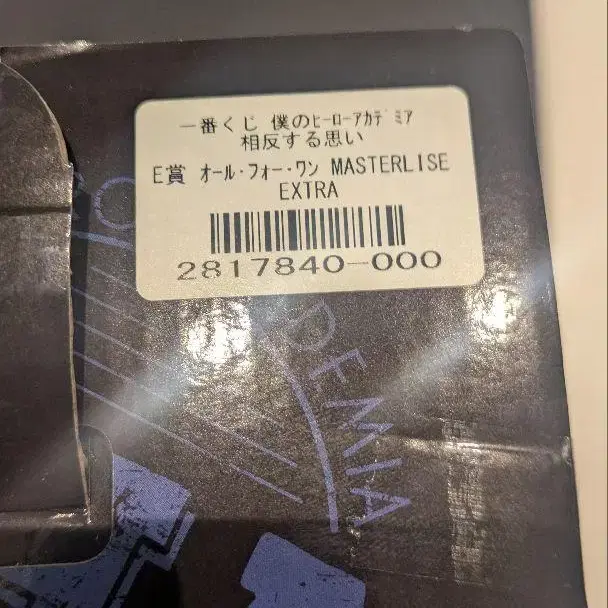 一番くじ 僕のﾋｰﾛｰｱｶﾃﾞﾐｱ
相反する思い
E賞 ｵｰﾙ･ﾌｫｰ･ﾜﾝ MASTERLISE
EXTRA
2817840-000
DEMIA